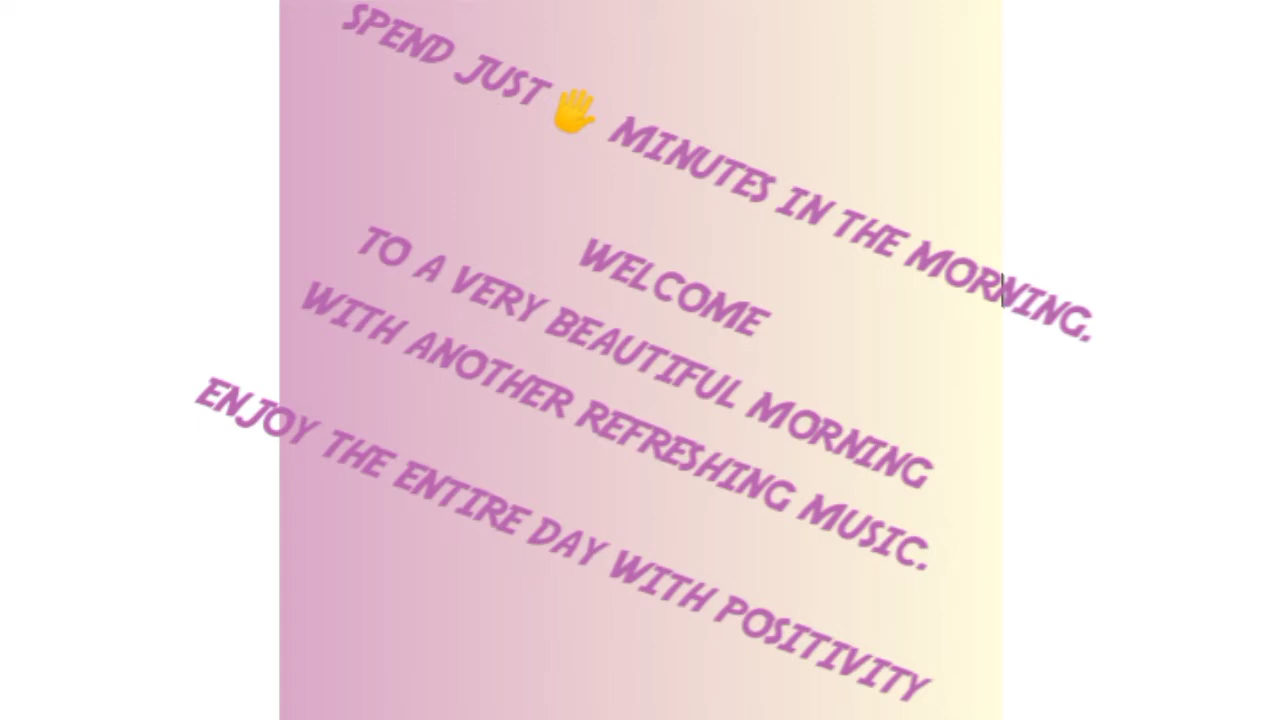 SPEND JUST 🖐 MINUTES IN THE MORNING.
WELCOME
TO A VERY BEAUTIFUL MORNING
WITH ANOTHER REFRESHING MUSIC.
ENJOY THE ENTIRE DAY WITH POSITIVITY